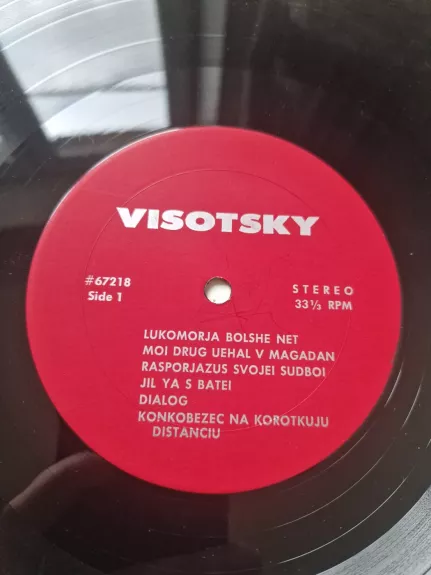 VISOTSKY
#67218
Side 1
STEREO
33⅓ RPM
LUKOMORJA BOLSHE NET
MOI DRUG UEHAL V MAGADAN
RASPORJAZUS SVOJEI SUDBOI
JIL YA S BATEI
DIALOG
KONKOBEZEC NA KOROTKUJU
DISTANCIU